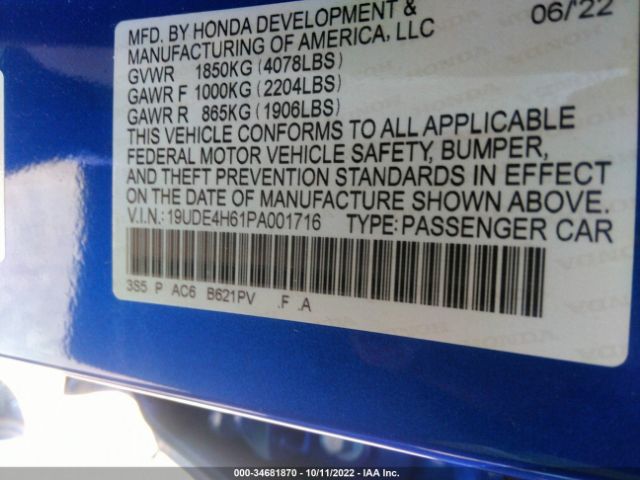 MFD. BY HONDA DEVELOPMENT & 06/'22
MANUFACTURING OF AMERICA, LLC
GVWR 1850KG (4078LBS)
GAWR F 1000KG (2204LBS)
GAWR R 865KG (1906LBS)
THIS VEHICLE CONFORMS TO ALL APPLICABLE
FEDERAL MOTOR VEHICLE SAFETY, BUMPER,
AND THEFT PREVENTION STANDARDS IN EFFECT
ON THE DATE OF MANUFACTURE SHOWN ABOVE.
V.I.N.:19UDE4H61PA001716 TYPE:PASSENGER CAR
3S5 P AC6 B621PV .F .A
000-34681870 - 10/11/2022 - IAA Inc.